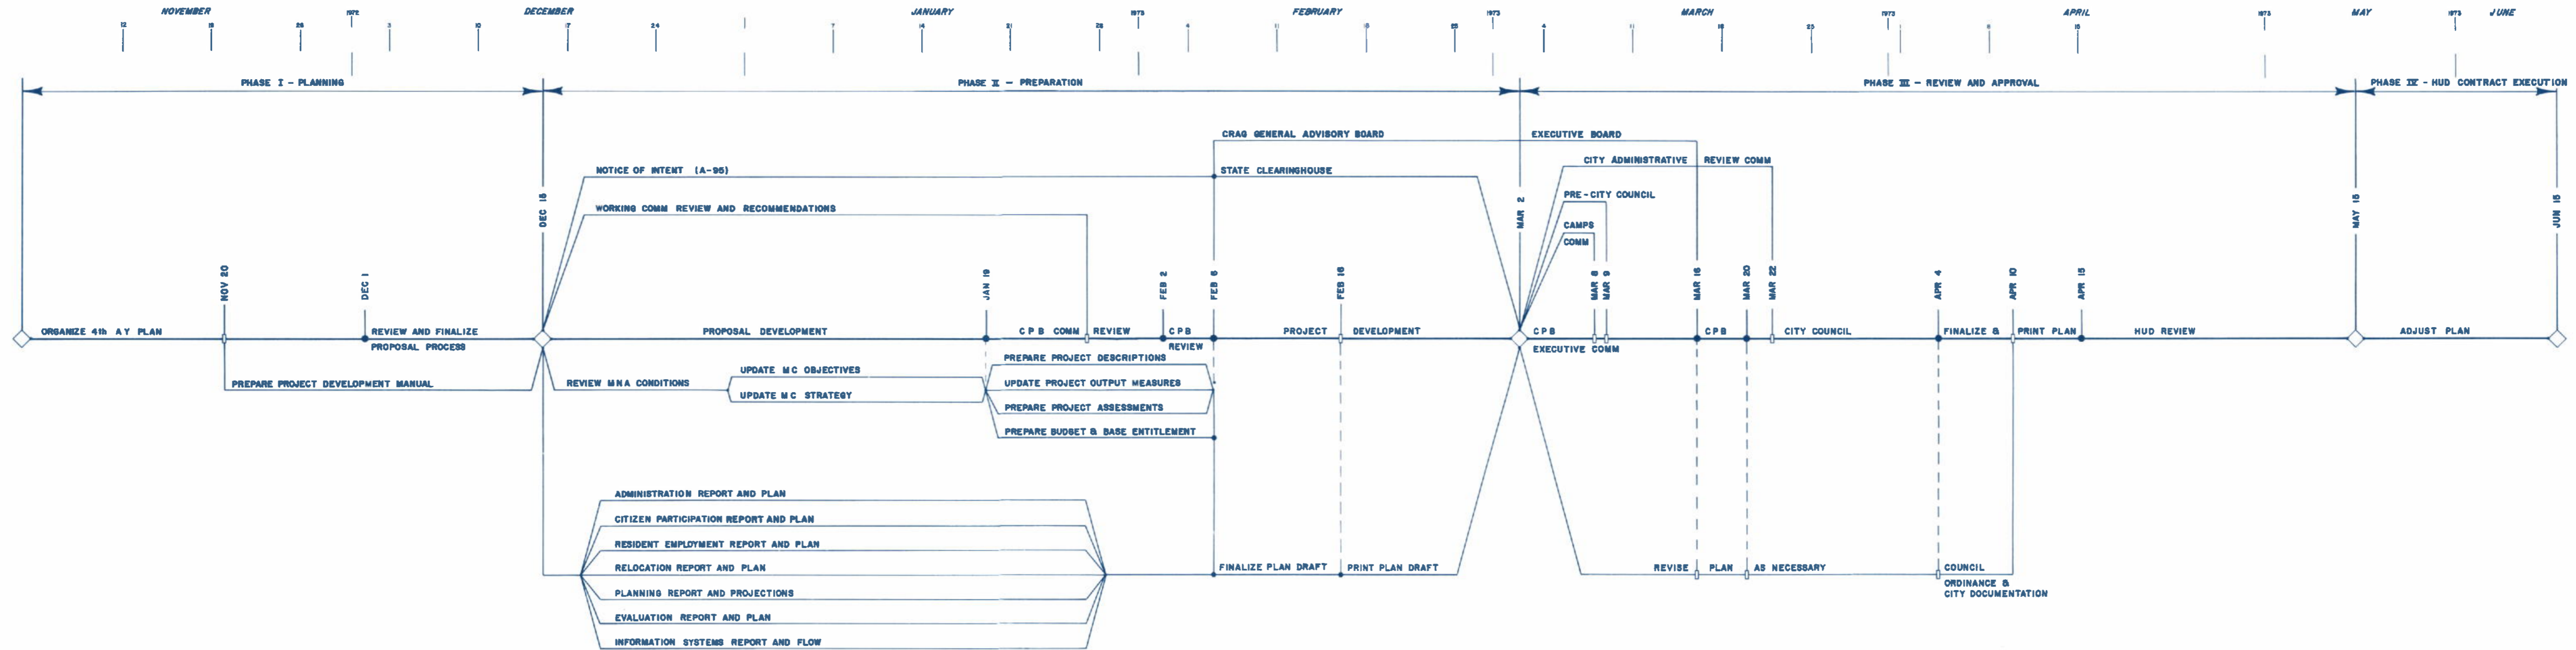 NOVEMBER 1972 DECEMBER JANUARY 1973 FEBRUARY 1973 MARCH 1973 APRIL 1973 MAY 1973 JUNE
12 19 26 3 10 17 24 7 14 21 28 4 11 18 25 4 11 18 25 8 15
PHASE I - PLANNING
PHASE II - PREPARATION
PHASE III - REVIEW AND APPROVAL
PHASE IV - HUD CONTRACT EXECUTION
CRAG GENERAL ADVISORY BOARD
EXECUTIVE BOARD
CITY ADMINISTRATIVE REVIEW COMM
NOTICE OF INTENT (A-95)
STATE CLEARINGHOUSE
PRE-CITY COUNCIL
WORKING COMM REVIEW AND RECOMMENDATIONS
CAMPS
COMM
DEC 15
MAR 2
MAY 15
JUN 15
NOV 20
DEC 1
JAN 19
FEB 2
FEB 6
FEB 16
MAR 8
MAR 9
MAR 16
MAR 20
MAR 22
APR 4
APR 10
APR 15
ORGANIZE 4th A Y PLAN
REVIEW AND FINALIZE
PROPOSAL PROCESS
PROPOSAL DEVELOPMENT
C P B COMM REVIEW
C P B
REVIEW
PROJECT DEVELOPMENT
C P B
EXECUTIVE COMM
C P B
CITY COUNCIL
FINALIZE & PRINT PLAN
HUD REVIEW
ADJUST PLAN
PREPARE PROJECT DEVELOPMENT MANUAL
REVIEW MNA CONDITIONS
UPDATE MC OBJECTIVES
UPDATE MC STRATEGY
PREPARE PROJECT DESCRIPTIONS
UPDATE PROJECT OUTPUT MEASURES
PREPARE PROJECT ASSESSMENTS
PREPARE BUDGET & BASE ENTITLEMENT
ADMINISTRATION REPORT AND PLAN
CITIZEN PARTICIPATION REPORT AND PLAN
RESIDENT EMPLOYMENT REPORT AND PLAN
RELOCATION REPORT AND PLAN
PLANNING REPORT AND PROJECTIONS
EVALUATION REPORT AND PLAN
INFORMATION SYSTEMS REPORT AND FLOW
FINALIZE PLAN DRAFT
PRINT PLAN DRAFT
REVISE PLAN AS NECESSARY
COUNCIL
ORDINANCE &
CITY DOCUMENTATION